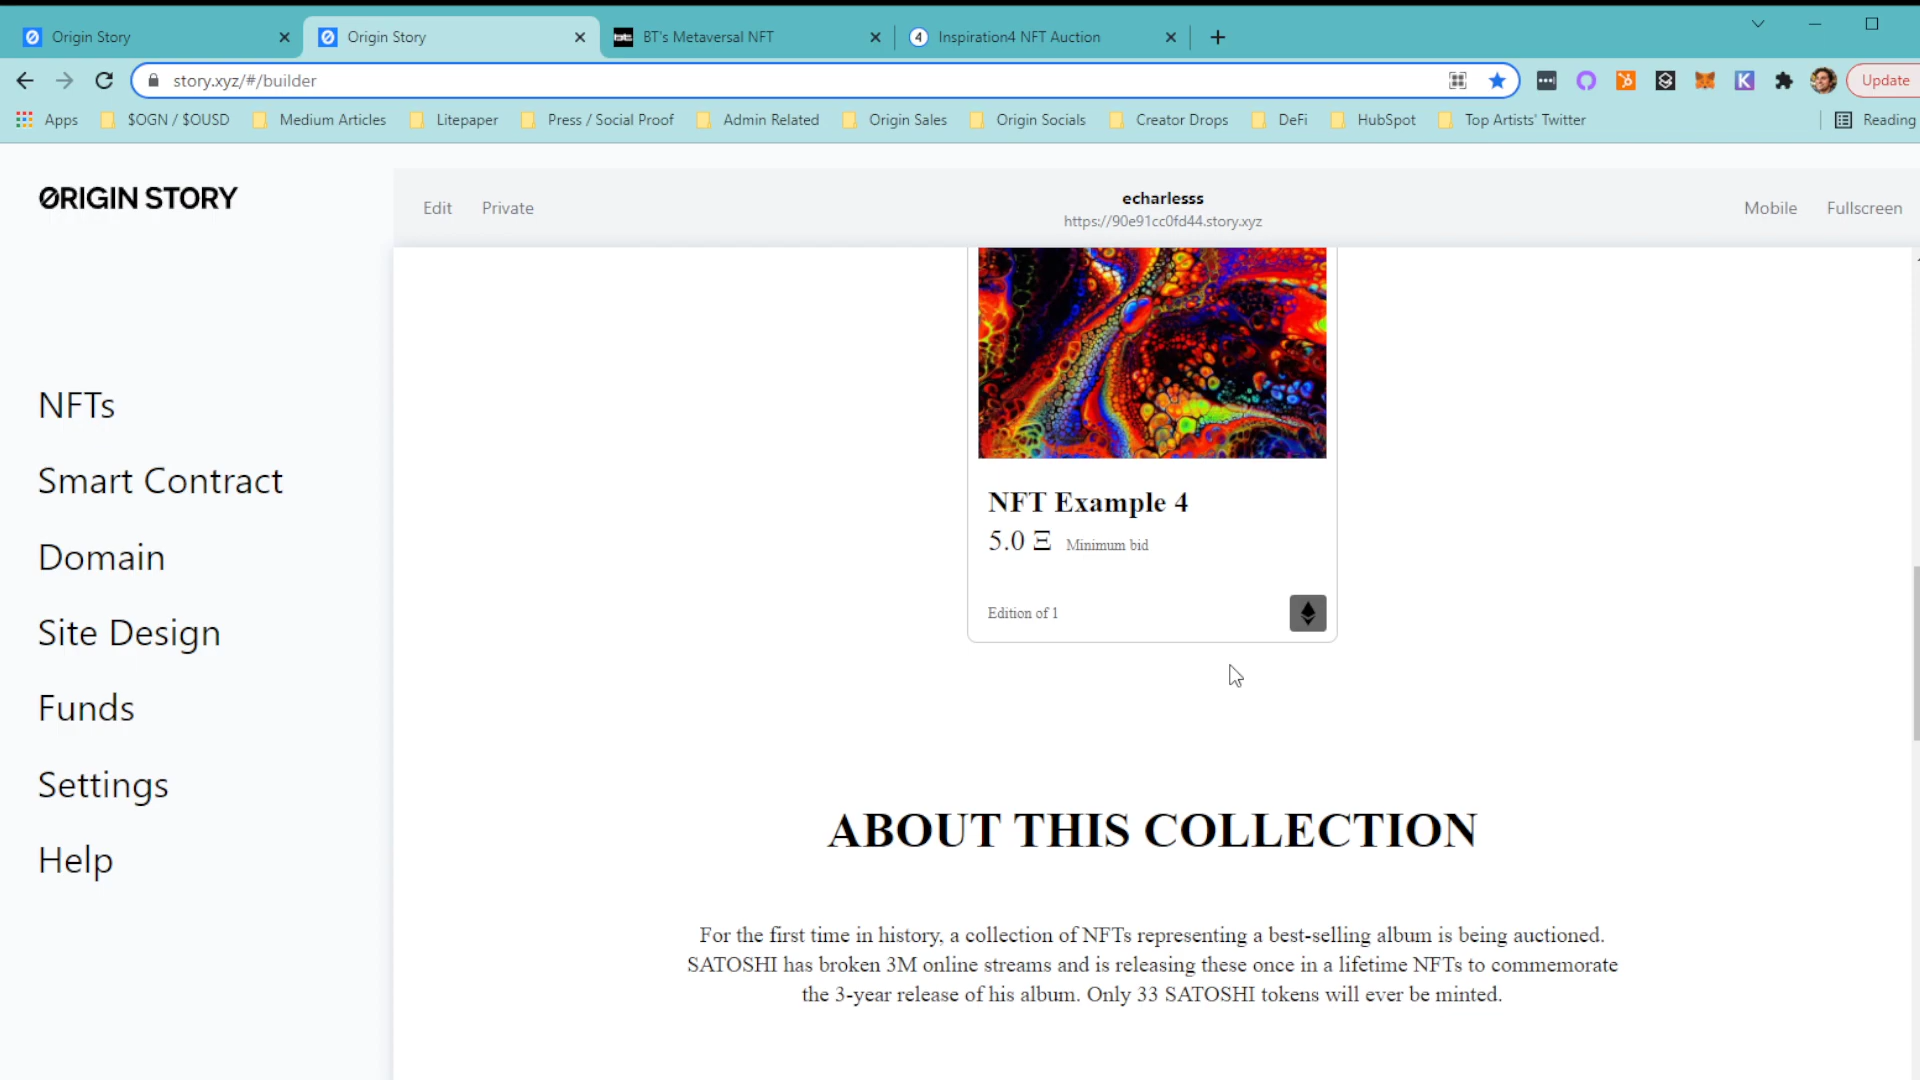 Origin Story
Origin Story
BT's Metaversal NFT
4 Inspiration4 NFT Auction
story.xyz/#/builder
K
Update
Apps
$OGN / $OUSD
Medium Articles
Litepaper
Press / Social Proof
Admin Related
Origin Sales
Origin Socials
Creator Drops
DeFi
HubSpot
Top Artists' Twitter
Reading
ØRIGIN STORY
Edit
Private
echarlesss
https://90e91cc0fd44.story.xyz
Mobile
Fullscreen
NFTs
Smart Contract
Domain
Site Design
Funds
Settings
Help
NFT Example 4
5.0 Ξ Minimum bid
Edition of 1
ABOUT THIS COLLECTION
For the first time in history, a collection of NFTs representing a best-selling album is being auctioned.
SATOSHI has broken 3M online streams and is releasing these once in a lifetime NFTs to commemorate
the 3-year release of his album. Only 33 SATOSHI tokens will ever be minted.